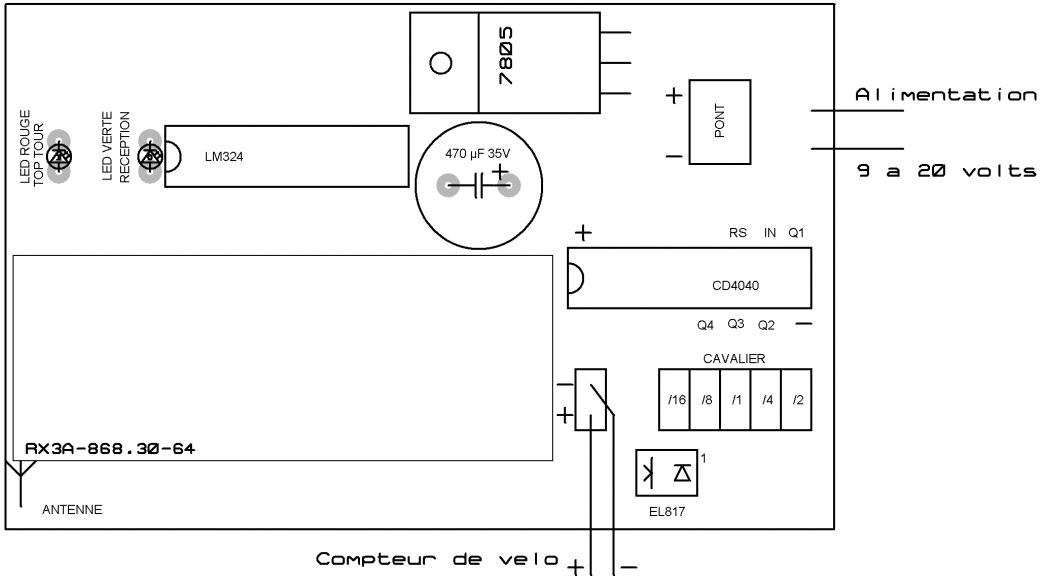 7805
+
PONT
–
Alimentation
9 a 20 volts
LED ROUGE
TOP TOUR
LED VERTE
RECEPTION
LM324
470 µF 35V
+
+
RS IN Q1
CD4040
Q4 Q3 Q2 –
CAVALIER
/16 /8 /1 /4 /2
–
+
RX3A-868.30-64
1
EL817
ANTENNE
Compteur de velo + –